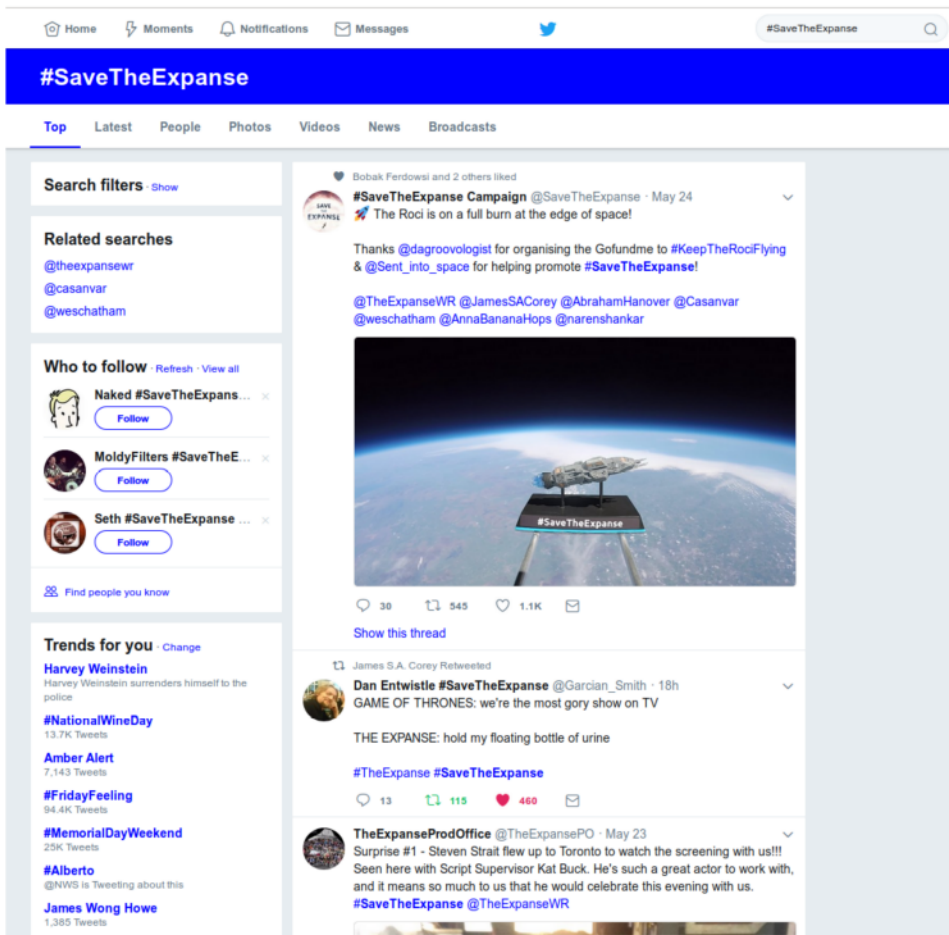 Home Moments Notifications Messages #SaveTheExpanse
#SaveTheExpanse
Top Latest People Photos Videos News Broadcasts
Search filters · Show
Related searches
@theexpansewr
@casanvar
@weschatham
Who to follow · Refresh · View all
Naked #SaveTheExpans...
Follow
MoldyFilters #SaveTheE...
Follow
Seth #SaveTheExpanse ...
Follow
Find people you know
Trends for you · Change
Harvey Weinstein
Harvey Weinstein surrenders himself to the
police
#NationalWineDay
13.7K Tweets
Amber Alert
7,143 Tweets
#FridayFeeling
94.4K Tweets
#MemorialDayWeekend
25K Tweets
#Alberto
@NWS is Tweeting about this
James Wong Howe
1,385 Tweets
Bobak Ferdowsi and 2 others liked
SAVE
THE
EXPANSE
#SaveTheExpanse Campaign @SaveTheExpanse · May 24
🚀 The Roci is on a full burn at the edge of space!
Thanks @dagroovologist for organising the Gofundme to #KeepTheRociFlying
& @Sent_into_space for helping promote #SaveTheExpanse!
@TheExpanseWR @JamesSACorey @AbrahamHanover @Casanvar
@weschatham @AnnaBananaHops @narenshankar
#SaveTheExpanse
30 545 1.1K
Show this thread
James S.A. Corey Retweeted
Dan Entwistle #SaveTheExpanse @Garcian_Smith · 18h
GAME OF THRONES: we're the most gory show on TV
THE EXPANSE: hold my floating bottle of urine
#TheExpanse #SaveTheExpanse
13 115 460
TheExpanseProdOffice @TheExpansePO · May 23
Surprise #1 - Steven Strait flew up to Toronto to watch the screening with us!!!
Seen here with Script Supervisor Kat Buck. He's such a great actor to work with,
and it means so much to us that he would celebrate this evening with us.
#SaveTheExpanse @TheExpanseWR